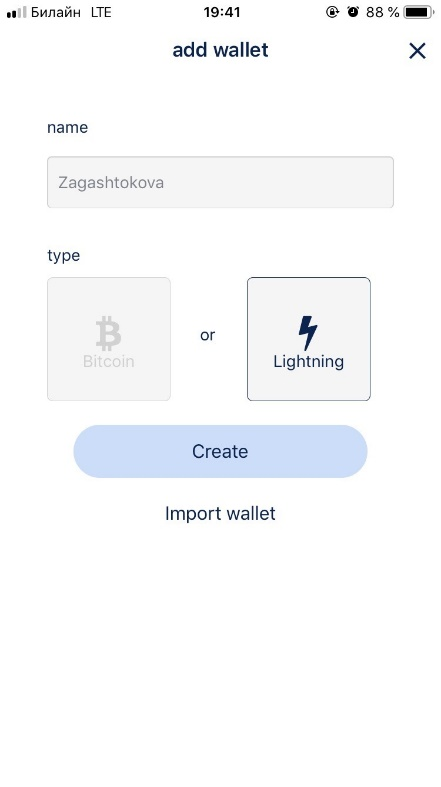 Билайн LTE 19:41 88 %
add wallet
name
Zagashtokova
type
Bitcoin or Lightning
Create
Import wallet